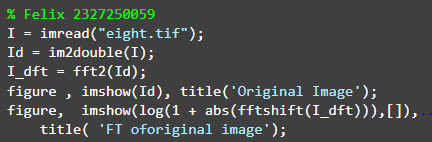 % Felix 2327250059
I = imread("eight.tif");
Id = im2double(I);
I_dft = fft2(Id);
figure , imshow(Id), title('Original Image');
figure,  imshow(log(1 + abs(fftshift(I_dft))),[]),..
    title( 'FT oforiginal image');